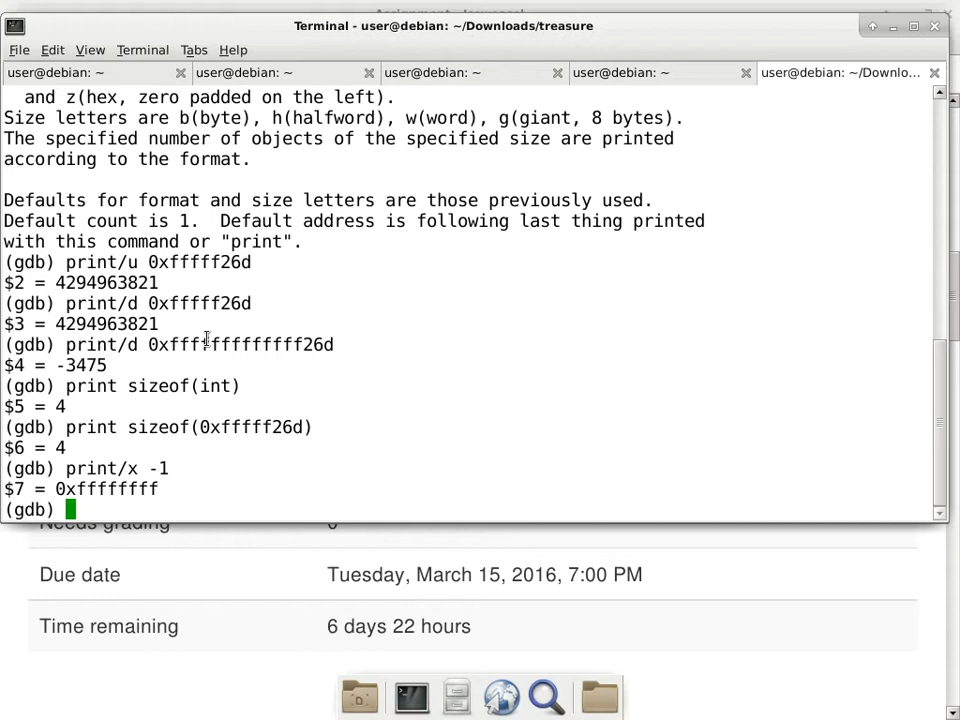 Terminal - user@debian: ~/Downloads/treasure
File Edit View Terminal Tabs Help
user@debian: ~ user@debian: ~ user@debian: ~ user@debian: ~ user@debian: ~/Downlo...
and z(hex, zero padded on the left).
Size letters are b(byte), h(halfword), w(word), g(giant, 8 bytes).
The specified number of objects of the specified size are printed
according to the format.
Defaults for format and size letters are those previously used.
Default count is 1.  Default address is following last thing printed
with this command or "print".
(gdb) print/u 0xfffff26d
$2 = 4294963821
(gdb) print/d 0xfffff26d
$3 = 4294963821
(gdb) print/d 0xfffffffffffff26d
$4 = -3475
(gdb) print sizeof(int)
$5 = 4
(gdb) print sizeof(0xfffff26d)
$6 = 4
(gdb) print/x -1
$7 = 0xffffffff
(gdb)
Needs grading 0
Due date Tuesday, March 15, 2016, 7:00 PM
Time remaining 6 days 22 hours